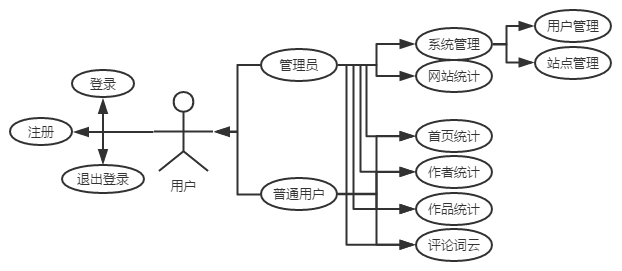 登录
注册
退出登录
用户
管理员
普通用户
系统管理
网站统计
首页统计
作者统计
作品统计
评论词云
用户管理
站点管理